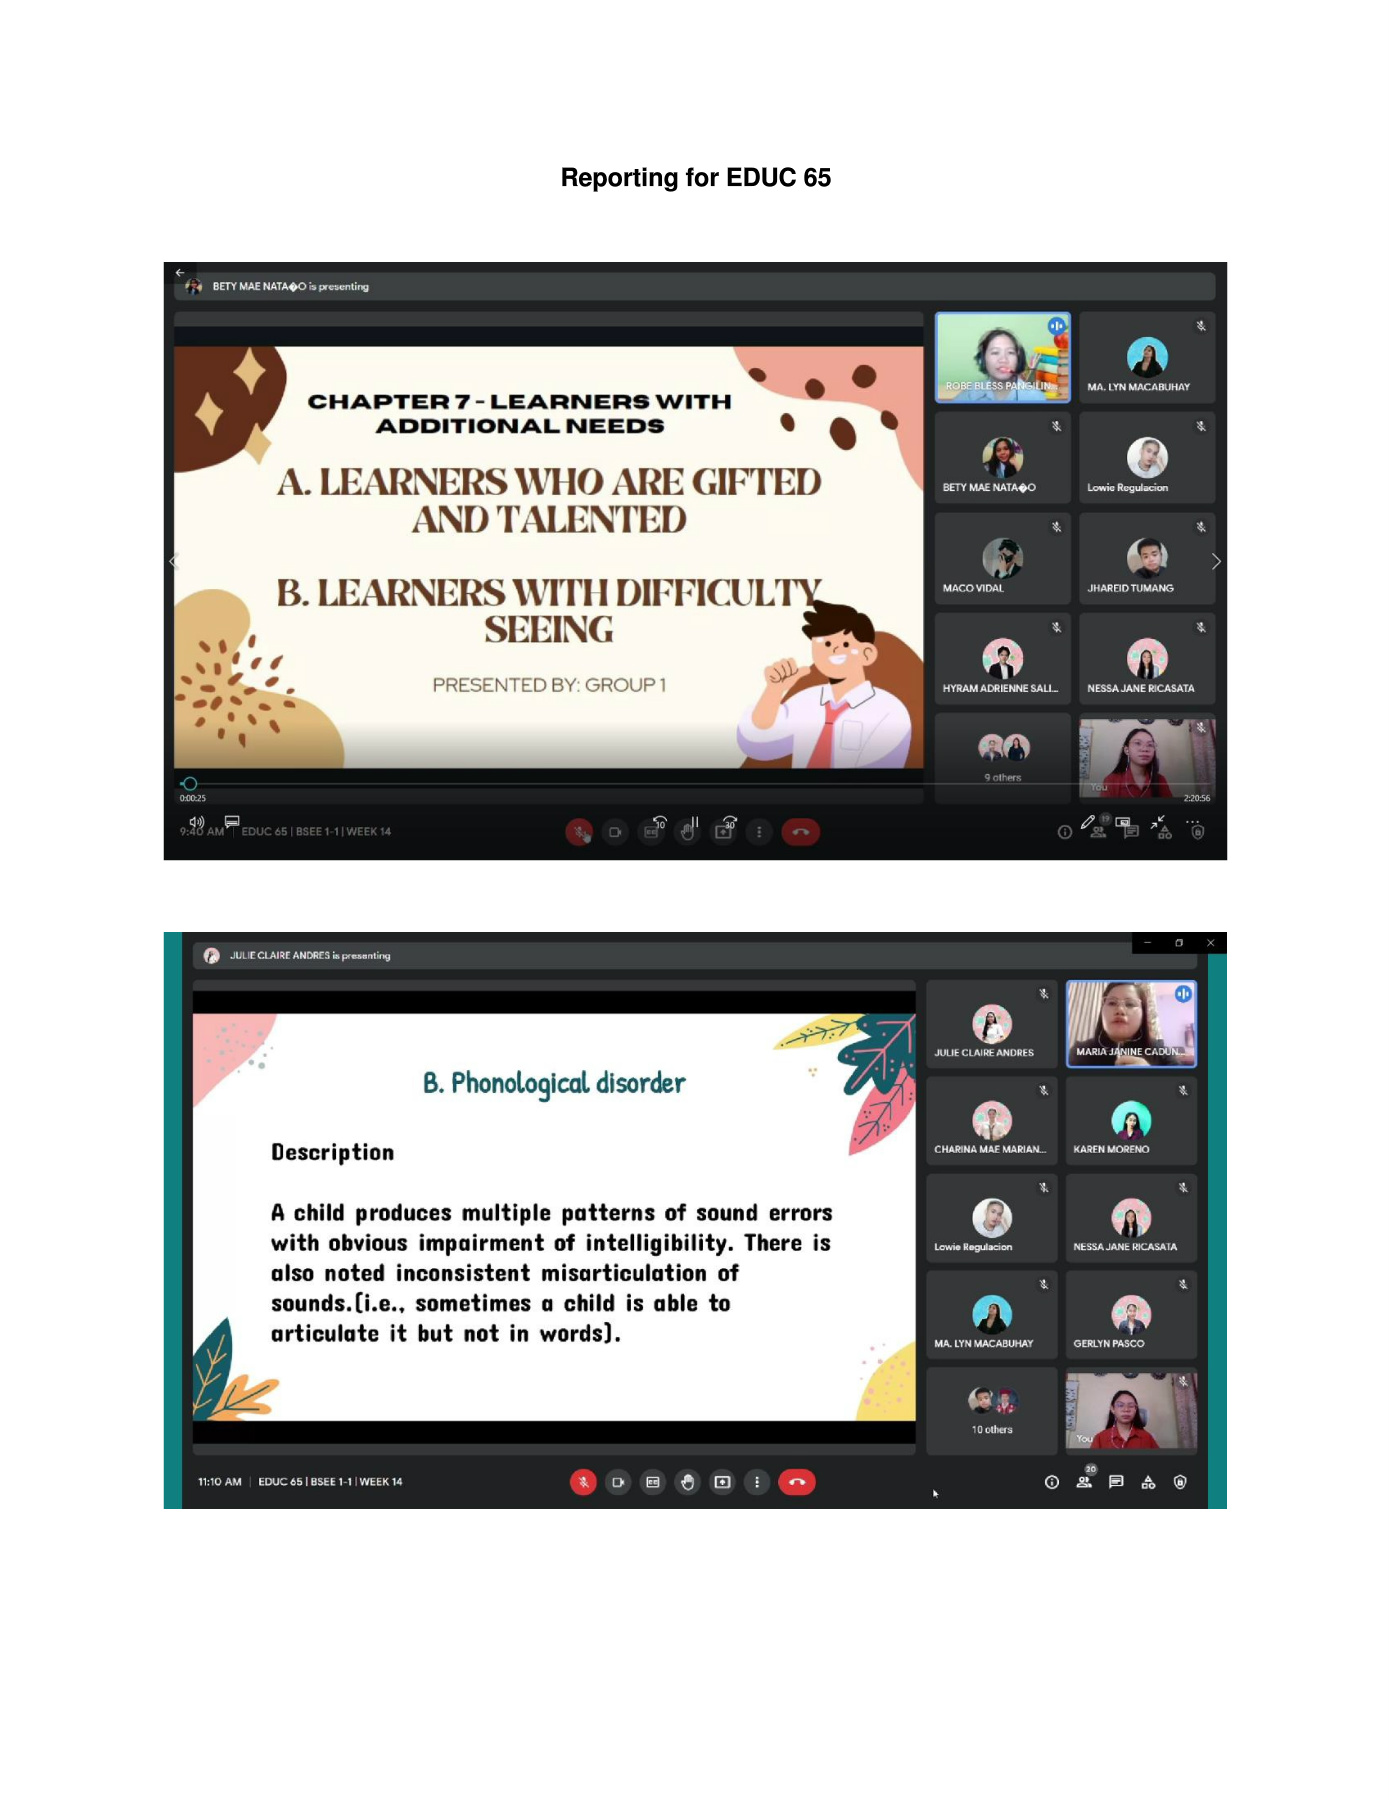 Reporting for EDUC 65
BETY MAE NATA�O is presenting
CHAPTER 7 - LEARNERS WITH
ADDITIONAL NEEDS
A. LEARNERS WHO ARE GIFTED
AND TALENTED
B. LEARNERS WITH DIFFICULTY
SEEING
PRESENTED BY: GROUP 1
ROBE BLESS PANGILIN...
MA. LYN MACABUHAY
BETY MAE NATA�O
Lowie Regulacion
MACO VIDAL
JHAREID TUMANG
HYRAM ADRIENNE SALI...
NESSA JANE RICASATA
9 others
You
0:00:25
2:20:56
9:40 AM | EDUC 65 | BSEE 1-1 | WEEK 14
10
30
19
JULIE CLAIRE ANDRES is presenting
B. Phonological disorder
Description
A child produces multiple patterns of sound errors
with obvious impairment of intelligibility. There is
also noted inconsistent misarticulation of
sounds.(i.e., sometimes a child is able to
articulate it but not in words).
JULIE CLAIRE ANDRES
MARIA JANINE CADUN...
CHARINA MAE MARIAN...
KAREN MORENO
Lowie Regulacion
NESSA JANE RICASATA
MA. LYN MACABUHAY
GERLYN PASCO
10 others
You
11:10 AM | EDUC 65 | BSEE 1-1 | WEEK 14
20